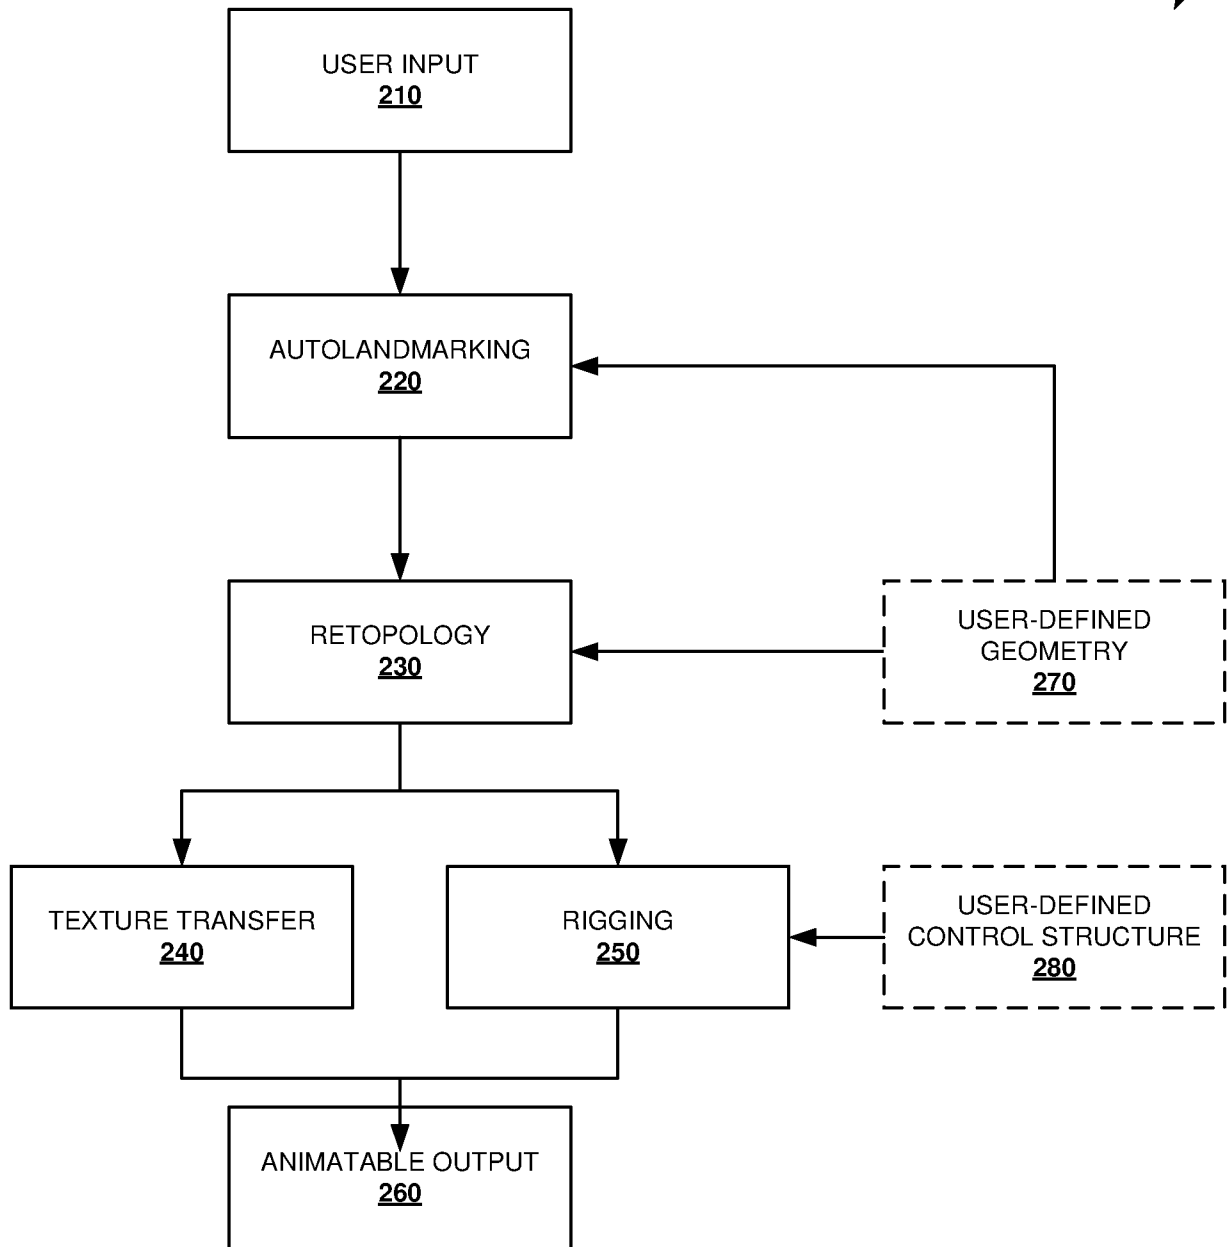 USER INPUT
210
AUTOLANDMARKING
220
RETOPOLOGY
230
USER-DEFINED
GEOMETRY
270
TEXTURE TRANSFER
240
RIGGING
250
USER-DEFINED
CONTROL STRUCTURE
280
ANIMATABLE OUTPUT
260